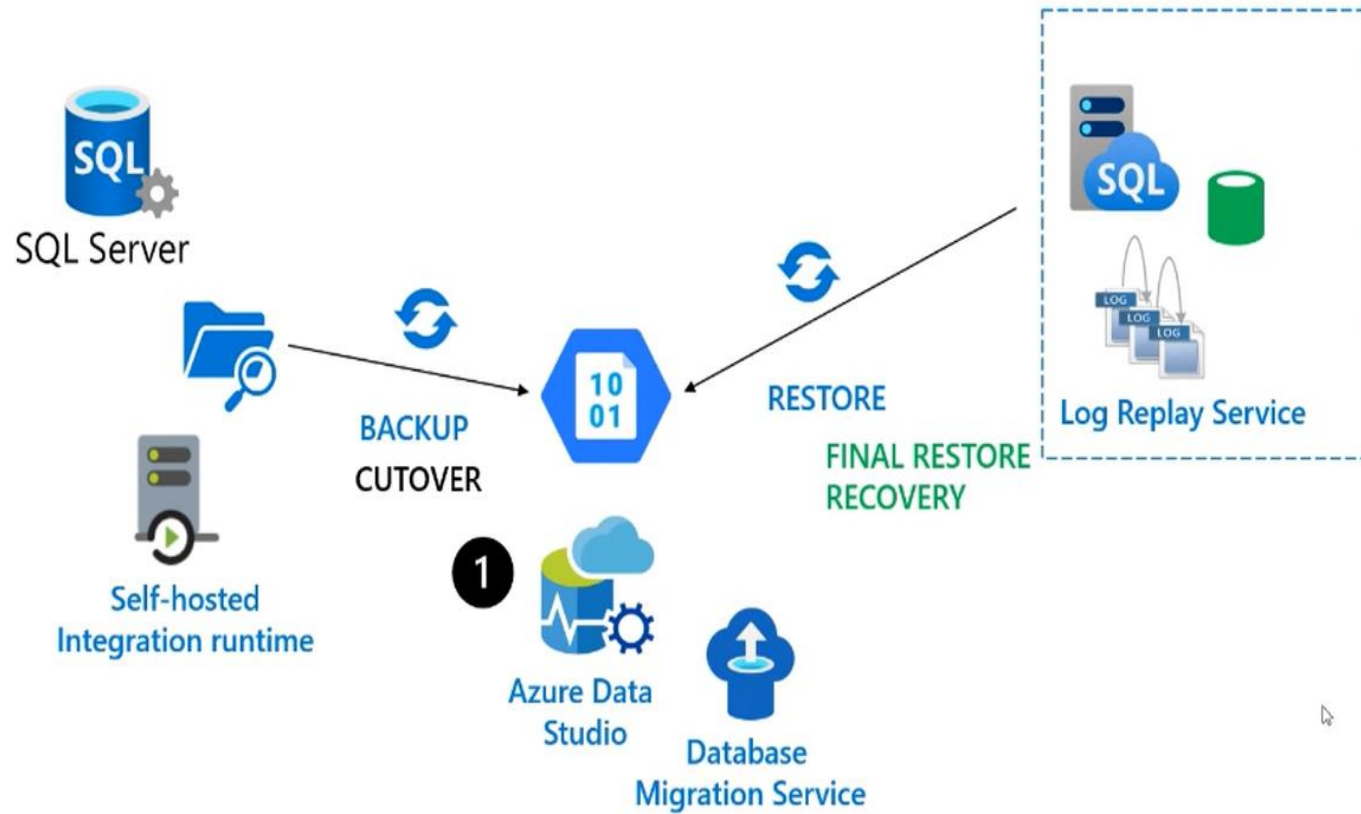 SQL
SQL Server
BACKUP
CUTOVER
10
01
RESTORE
FINAL RESTORE
RECOVERY
SQL
LOG
LOG
LOG
Log Replay Service
Self-hosted
Integration runtime
1
Azure Data
Studio
Database
Migration Service